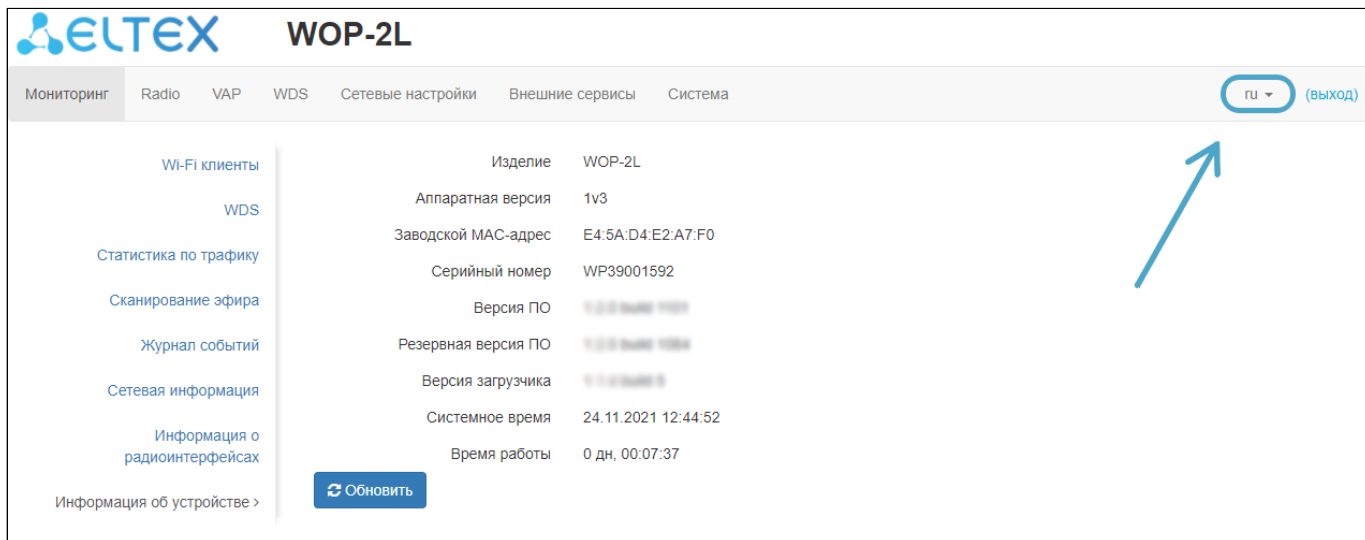 ELTEX WOP-2L
Мониторинг Radio VAP WDS Сетевые настройки Внешние сервисы Система ru (выход)
Wi-Fi клиенты
WDS
Статистика по трафику
Сканирование эфира
Журнал событий
Сетевая информация
Информация о
радиоинтерфейсах
Информация об устройстве >
Изделие WOP-2L
Аппаратная версия 1v3
Заводской MAC-адрес E4:5A:D4:E2:A7:F0
Серийный номер WP39001592
Версия ПО
Резервная версия ПО
Версия загрузчика
Системное время 24.11.2021 12:44:52
Время работы 0 дн, 00:07:37
Обновить